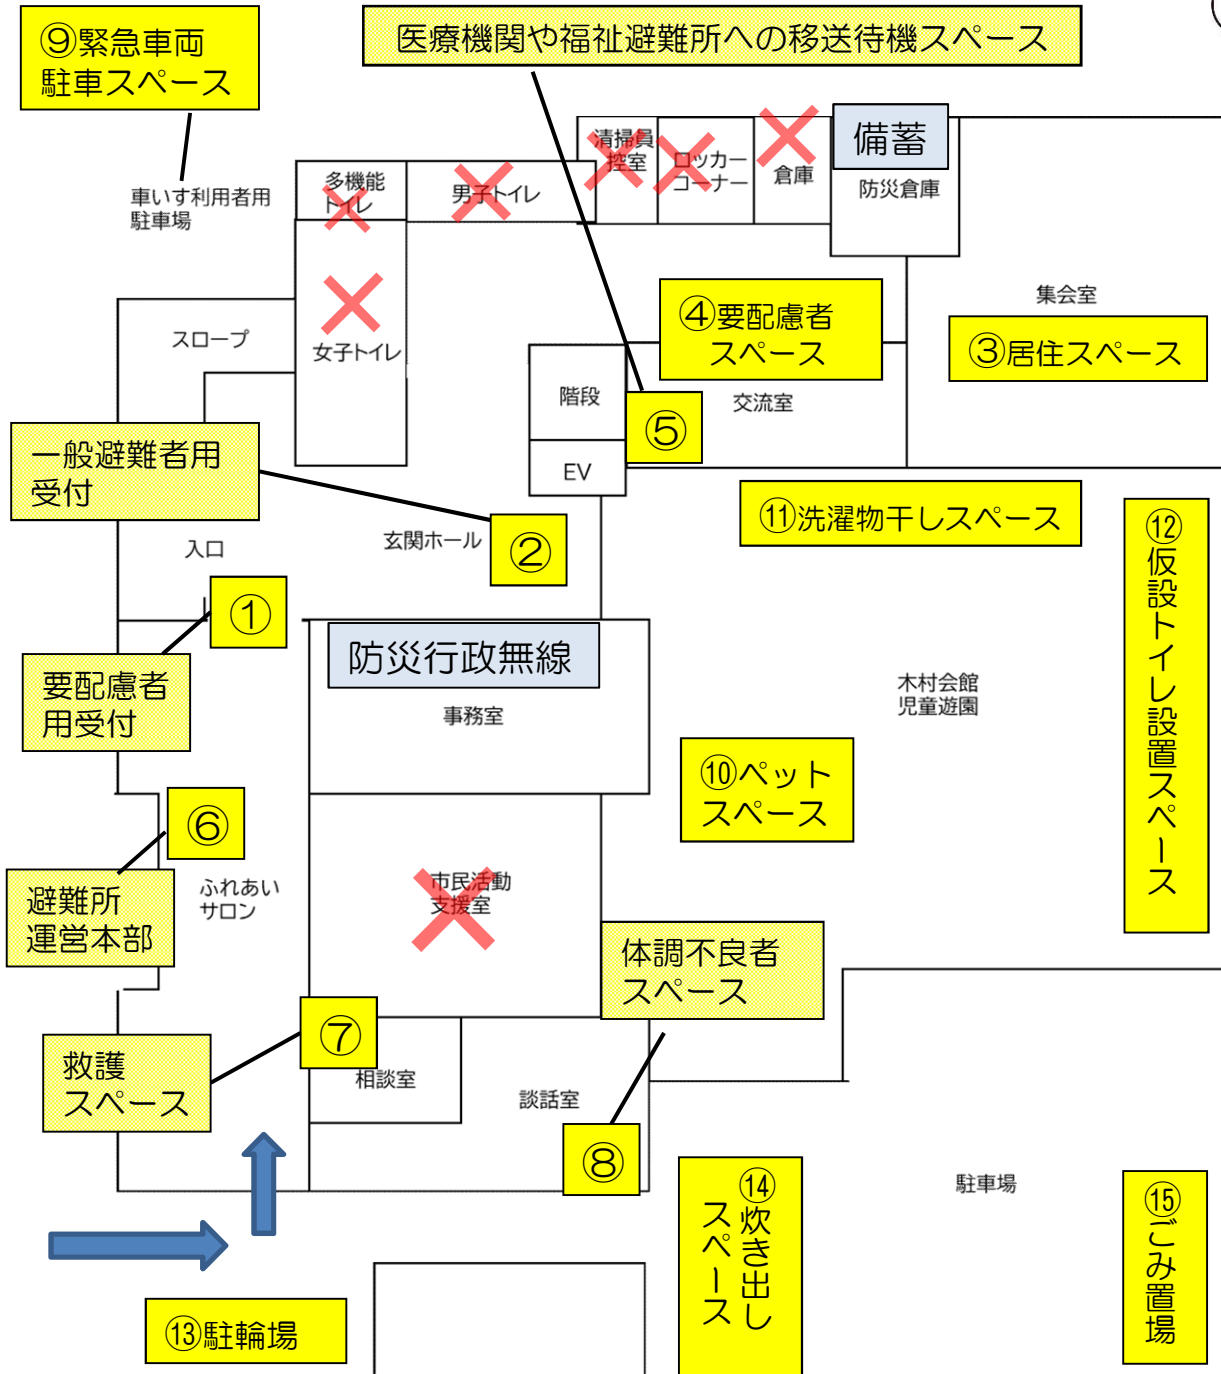 ⑨緊急車両
駐車スペース
医療機関や福祉避難所への移送待機スペース
清掃員
控室
ロッカー
コーナー
倉庫
備蓄
防災倉庫
多機能
トイレ
男子トイレ
車いす利用者用
駐車場
集会室
④要配慮者
スペース
③居住スペース
スロープ
女子トイレ
階段
⑤
交流室
EV
一般避難者用
受付
⑪洗濯物干しスペース
⑫仮設トイレ設置スペース
入口
玄関ホール
②
①
防災行政無線
要配慮者
用受付
事務室
木村会館
児童遊園
⑩ペット
スペース
⑥
避難所
運営本部
ふれあい
サロン
市民活動
支援室
体調不良者
スペース
⑦
救護
スペース
相談室
談話室
⑧
⑭炊き出し
スペース
駐車場
⑮ごみ置場
⑬駐輪場